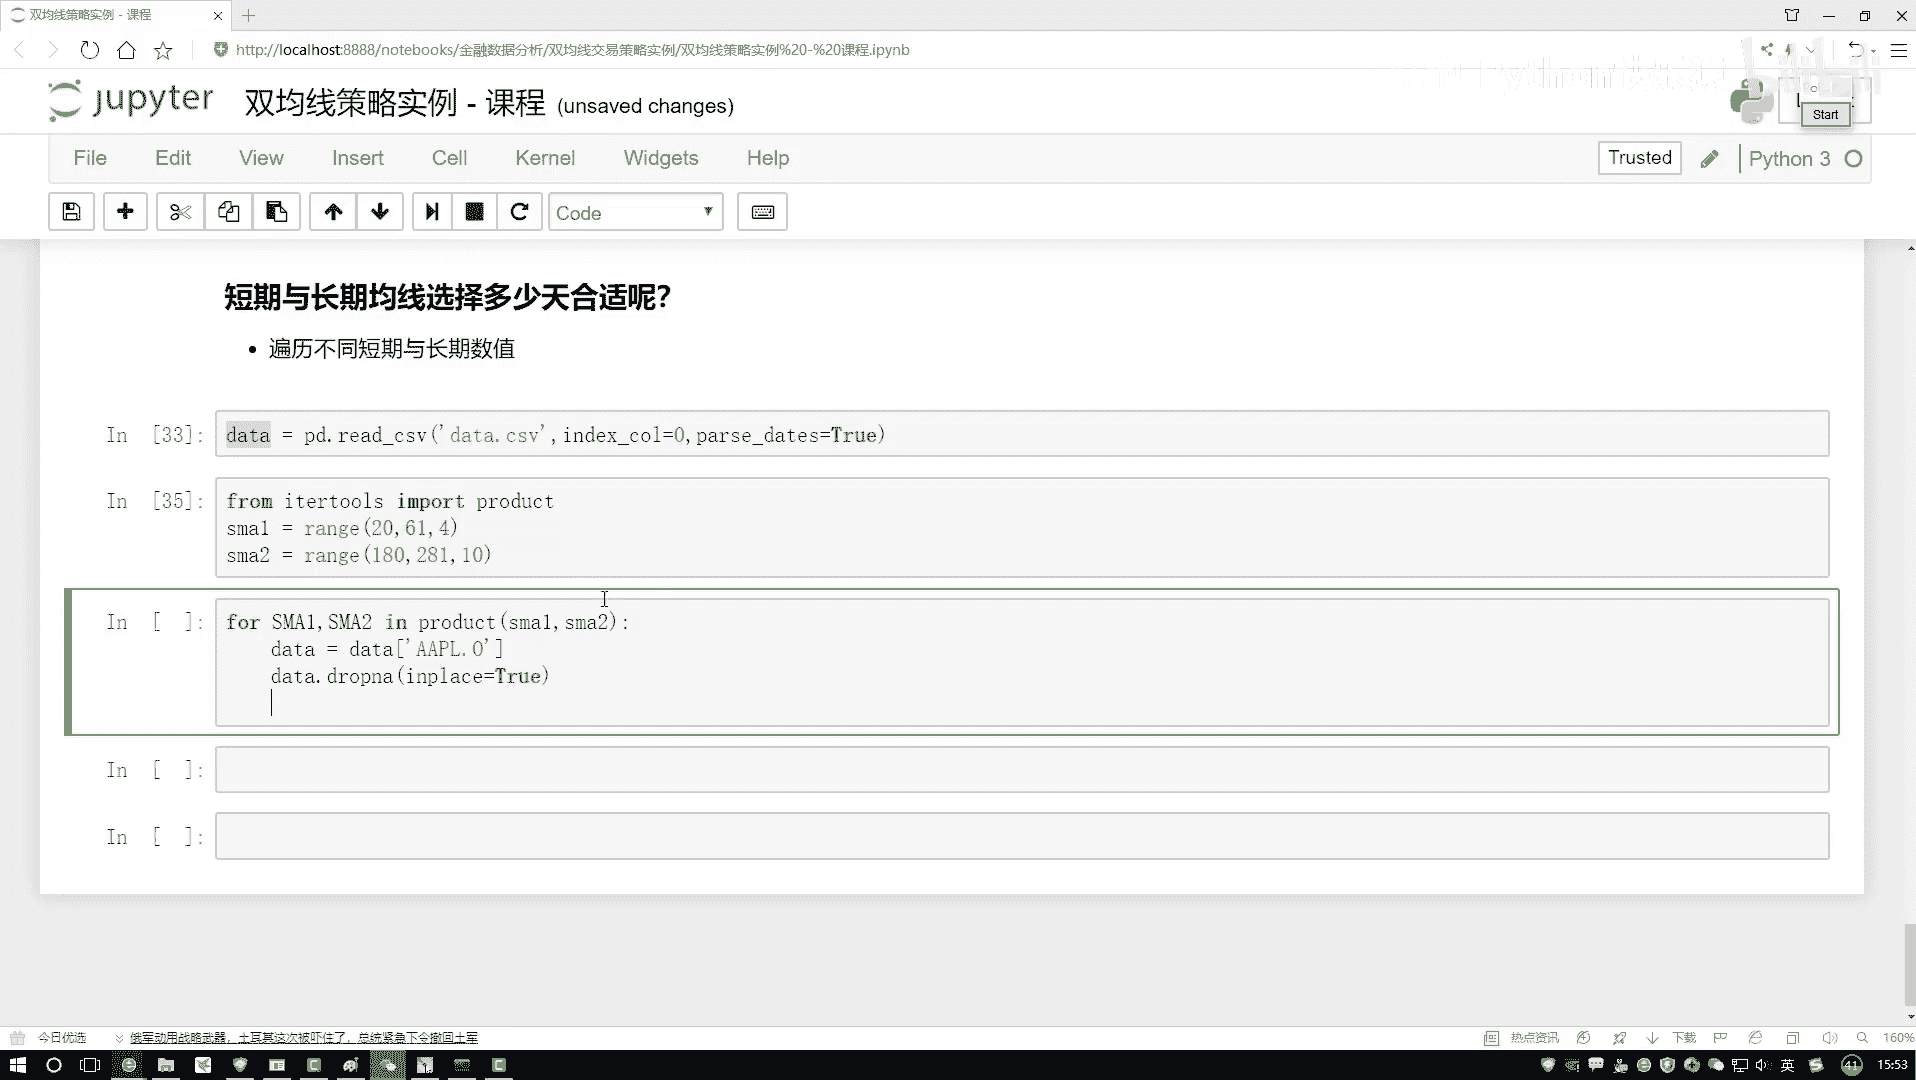 双均线策略实例 - 课程
http://localhost:8888/notebooks/金融数据分析/双均线交易策略实例/双均线策略实例%20-%20课程.ipynb
jupyter 双均线策略实例 - 课程 (unsaved changes)
Start
File Edit View Insert Cell Kernel Widgets Help
Trusted Python 3
Code
短期与长期均线选择多少天合适呢?
• 遍历不同短期与长期数值
In [33]: data = pd.read_csv('data.csv',index_col=0,parse_dates=True)
In [35]: from itertools import product
sma1 = range(20,61,4)
sma2 = range(180,281,10)
In [ ]: for SMA1,SMA2 in product(sma1,sma2):
data = data['AAPL.O']
data.dropna(inplace=True)
In [ ]:
In [ ]:
今日优选 俄军动用战略武器，土耳其这次被吓住了，总统紧急下令撤回土军
热点资讯 下载 160%
英 41 15:53